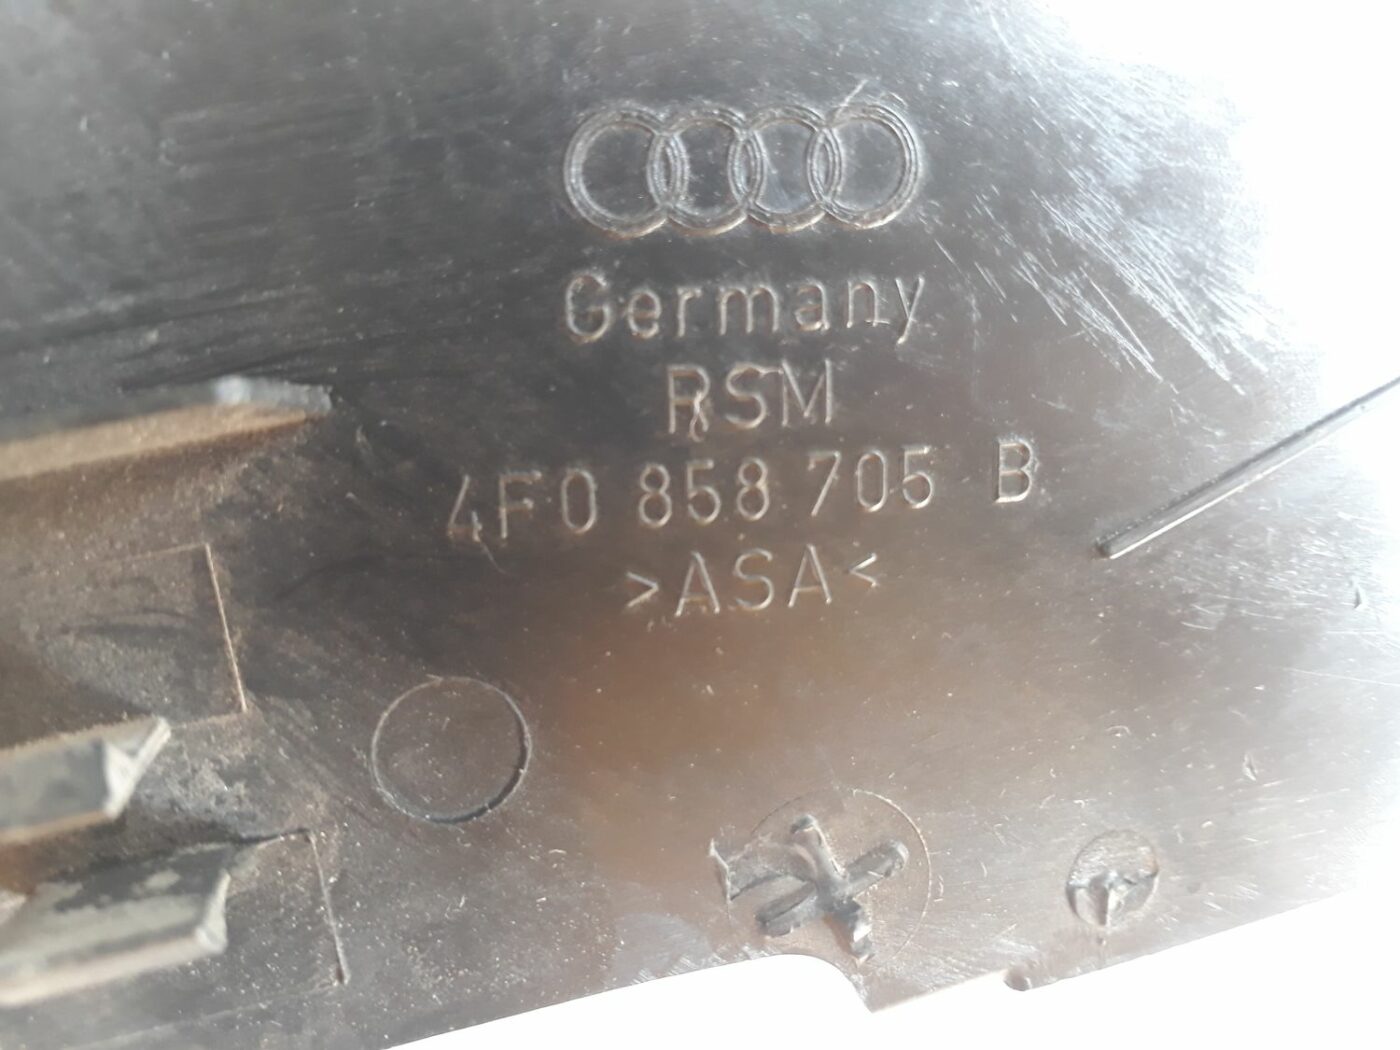 Germany
RSM
4F0 858 705 B
>ASA<